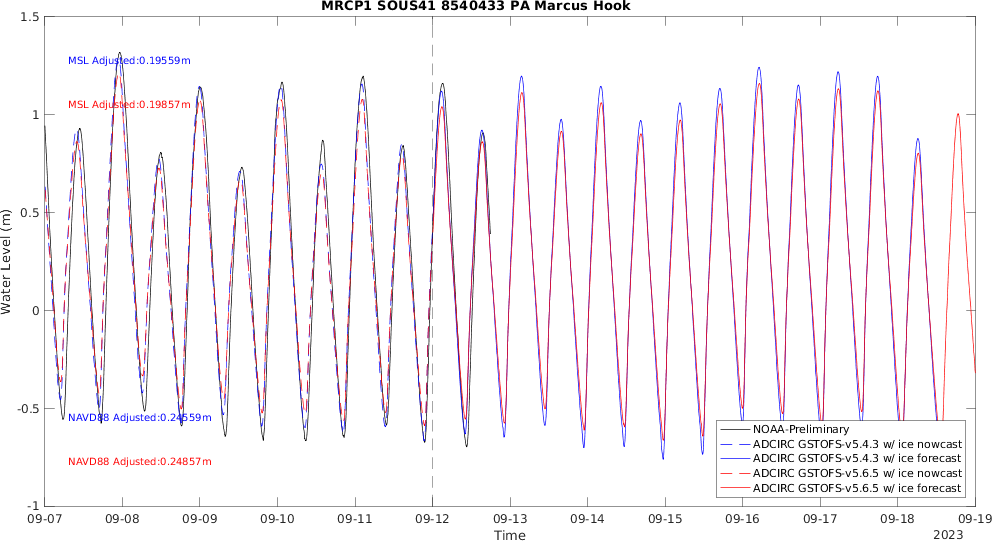 MRCP1 SOUS41 8540433 PA Marcus Hook
1.5
1
0.5
0
-0.5
-1
Water Level (m)
MSL Adjusted:0.19559m
MSL Adjusted:0.19857m
NAVD88 Adjusted:0.24559m
NAVD88 Adjusted:0.24857m
NOAA-Preliminary
ADCIRC GSTOFS-v5.4.3 w/ ice nowcast
ADCIRC GSTOFS-v5.4.3 w/ ice forecast
ADCIRC GSTOFS-v5.6.5 w/ ice nowcast
ADCIRC GSTOFS-v5.6.5 w/ ice forecast
09-07 09-08 09-09 09-10 09-11 09-12 09-13 09-14 09-15 09-16 09-17 09-18 09-19
Time
2023